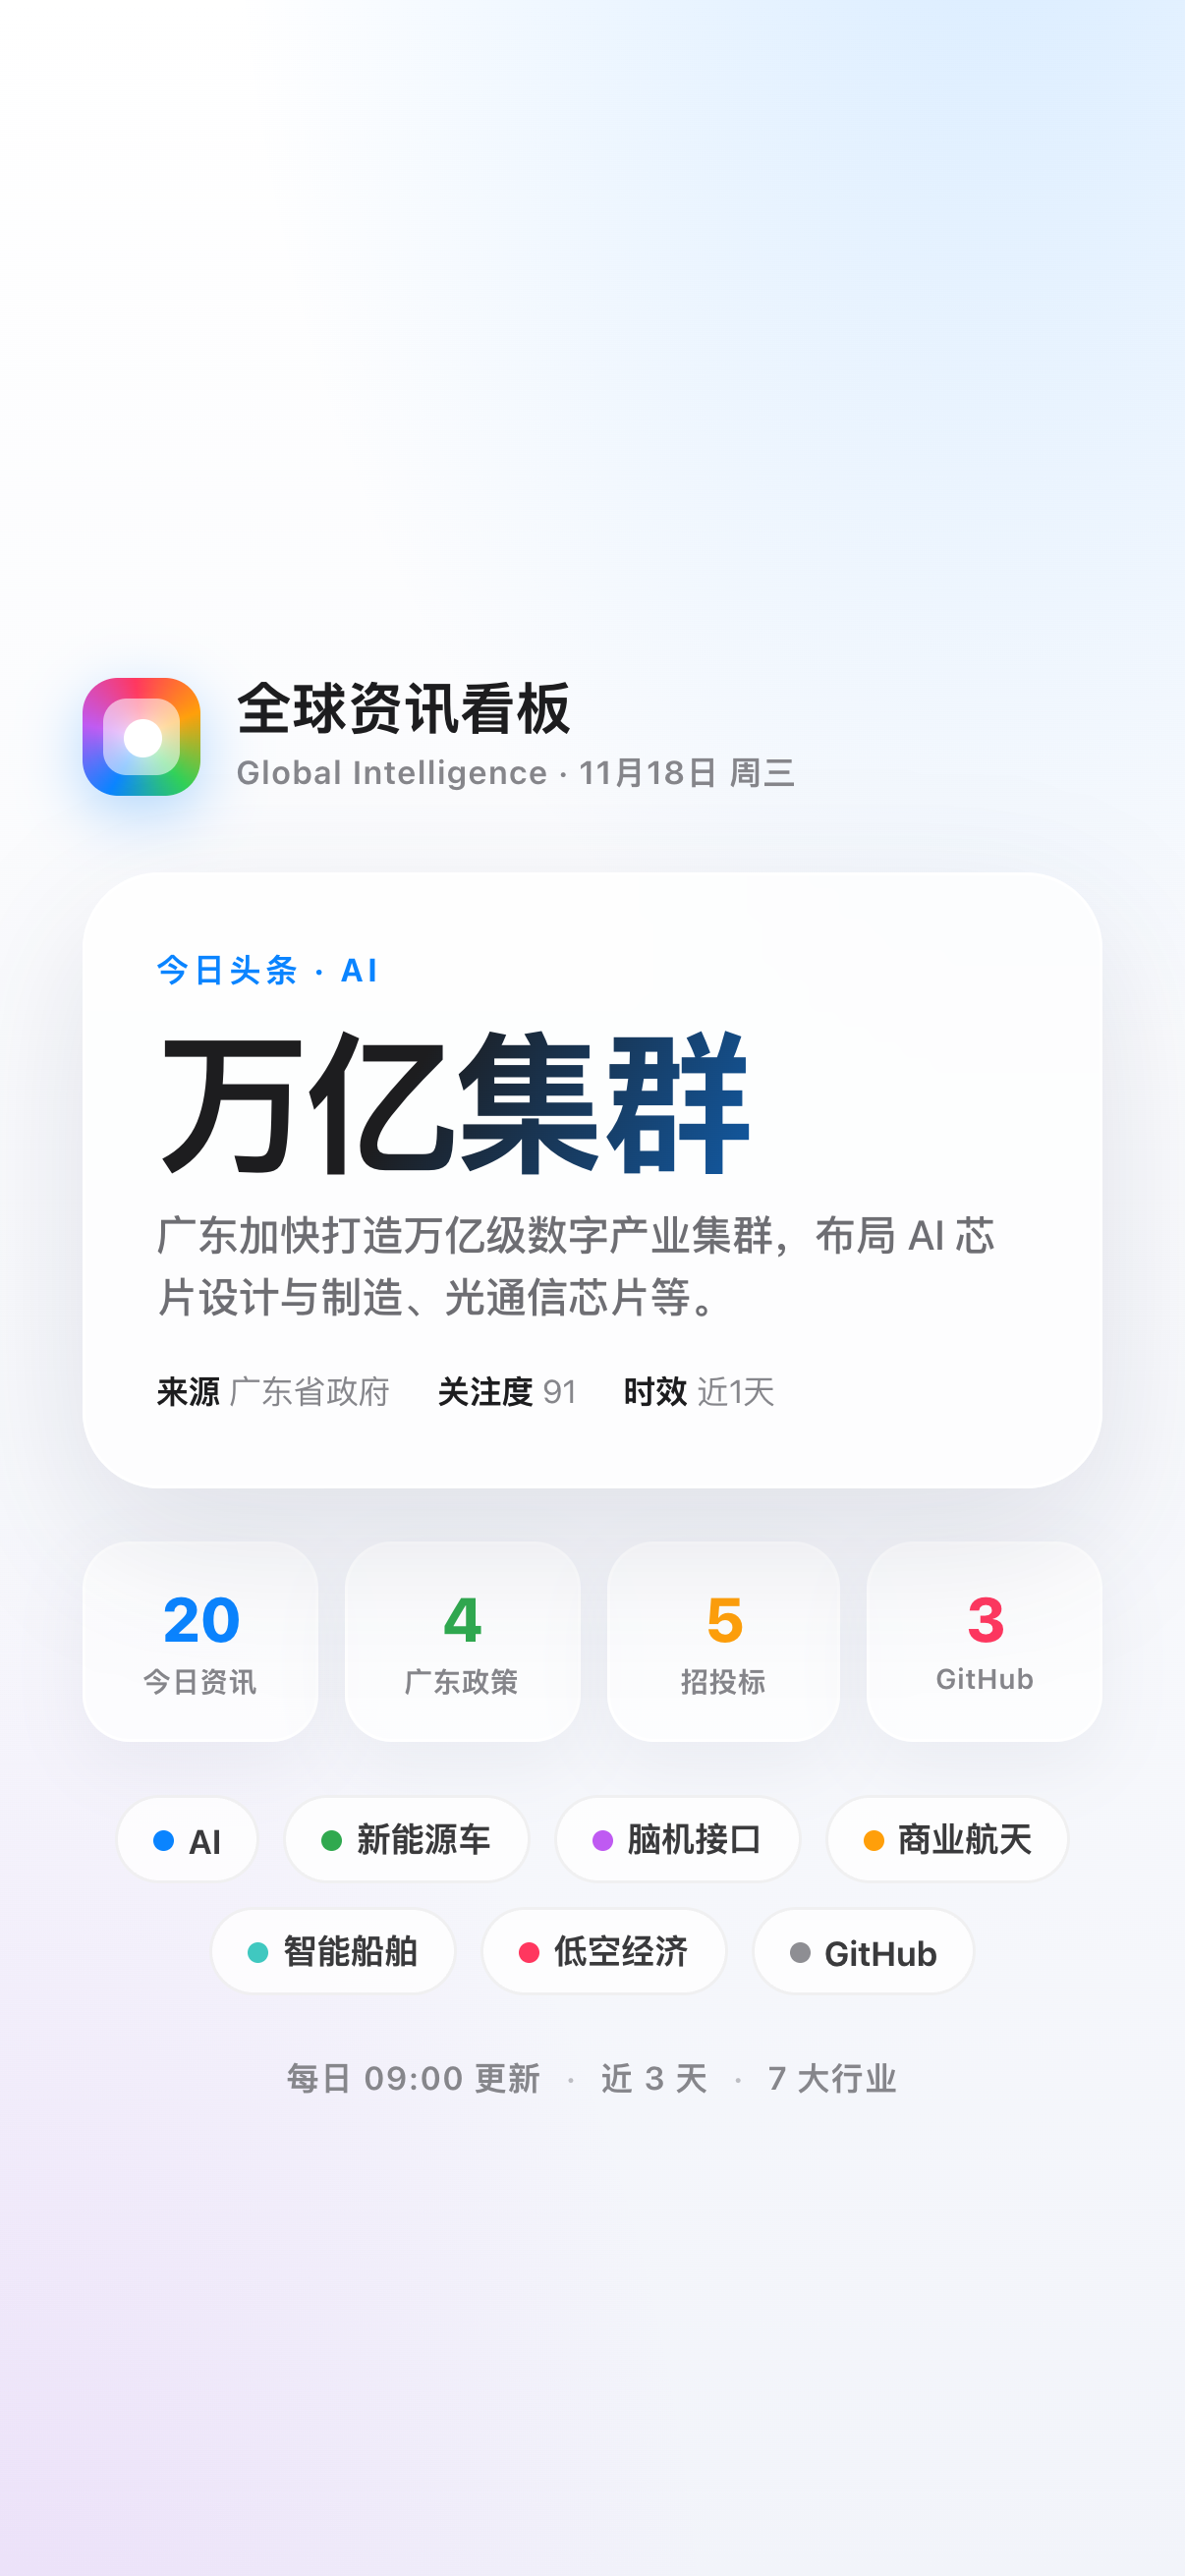 全球资讯看板
Global Intelligence · 11月18日 周三
今日头条 · AI
万亿集群
广东加快打造万亿级数字产业集群，布局 AI 芯
片设计与制造、光通信芯片等。
来源 广东省政府 关注度 91 时效 近1天
20 4 5 3
今日资讯 广东政策 招投标 GitHub
AI 新能源车 脑机接口 商业航天
智能船舶 低空经济 GitHub
每日 09:00 更新 · 近 3 天 · 7 大行业